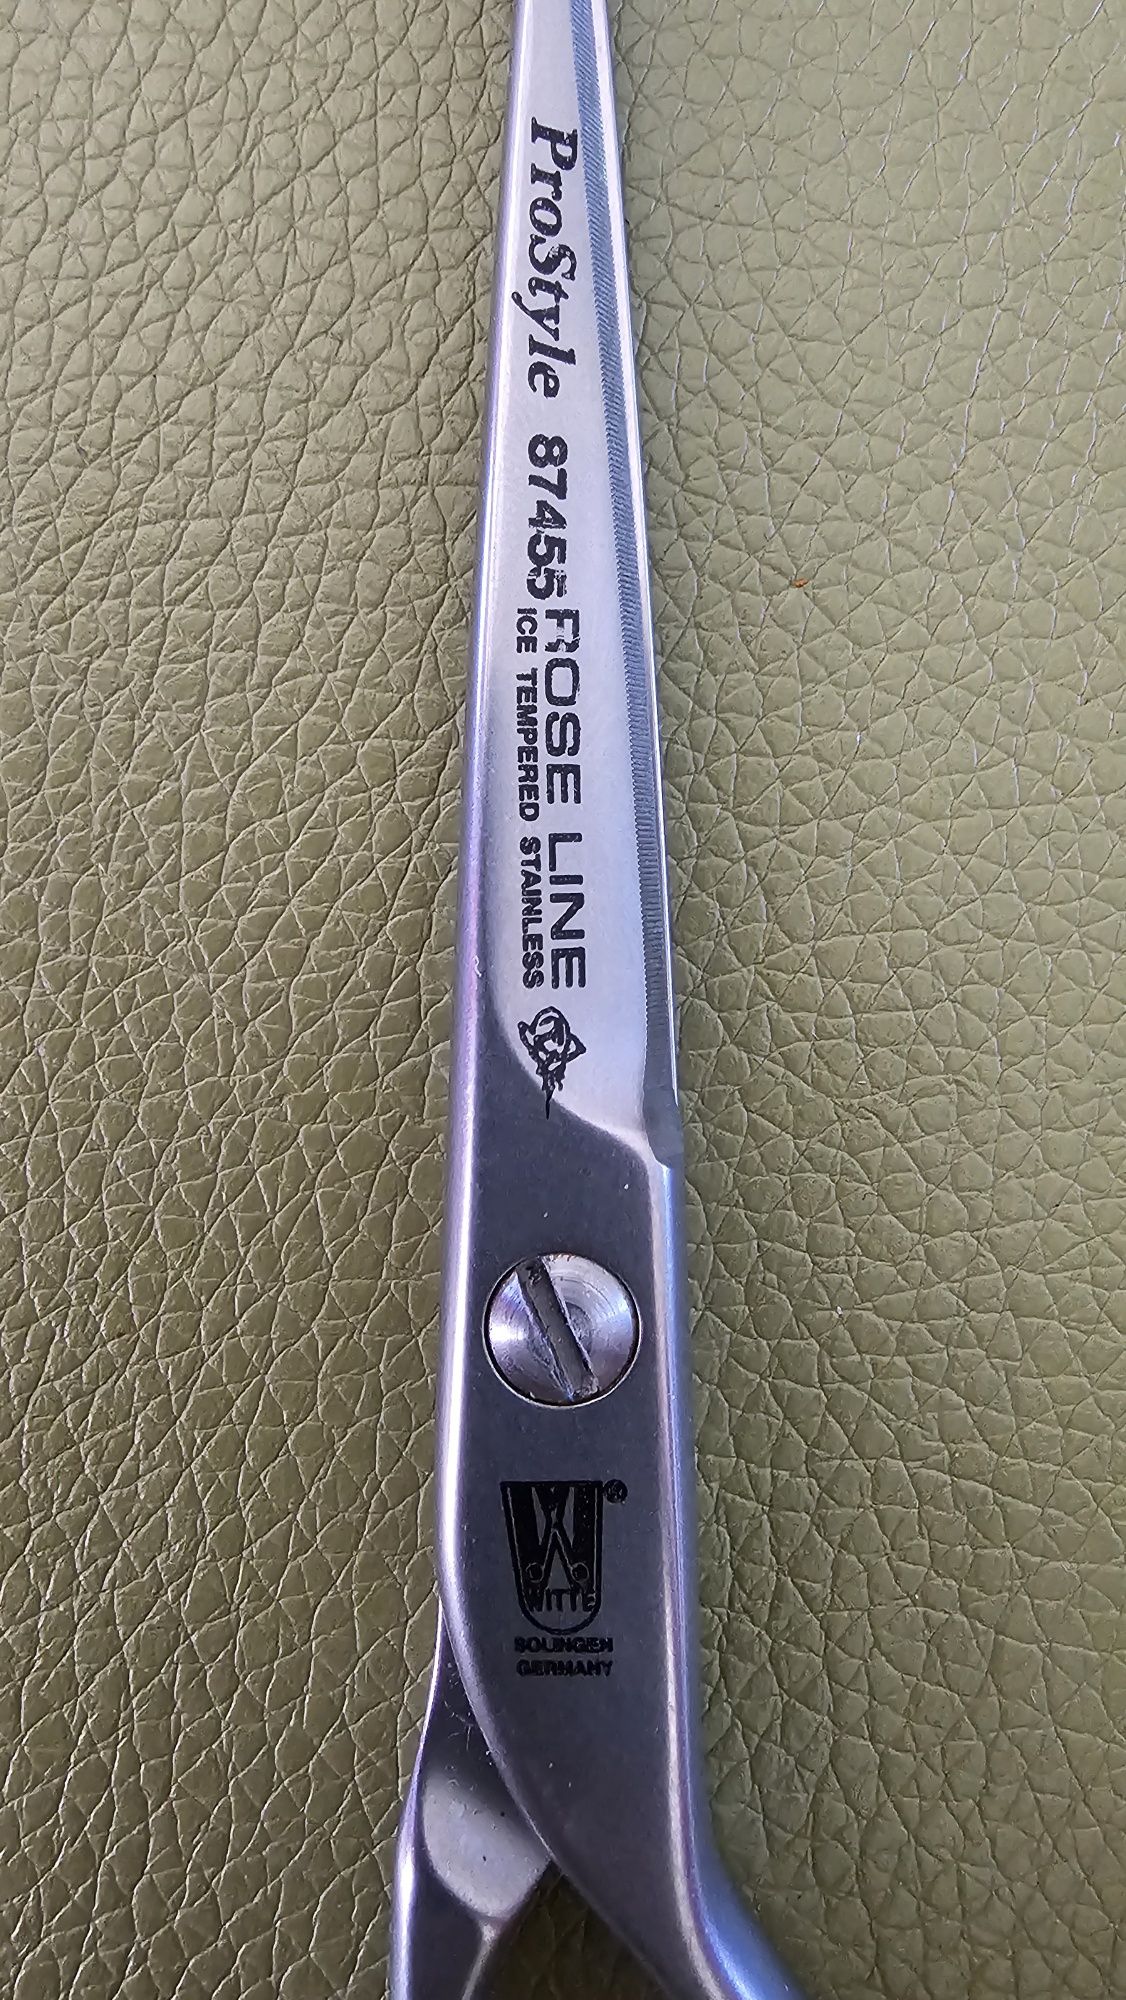 ProStyle 87455 ROSE LINE
ICE TEMPERED STAINLESS
W®
WITTE
SOLINGEN
GERMANY